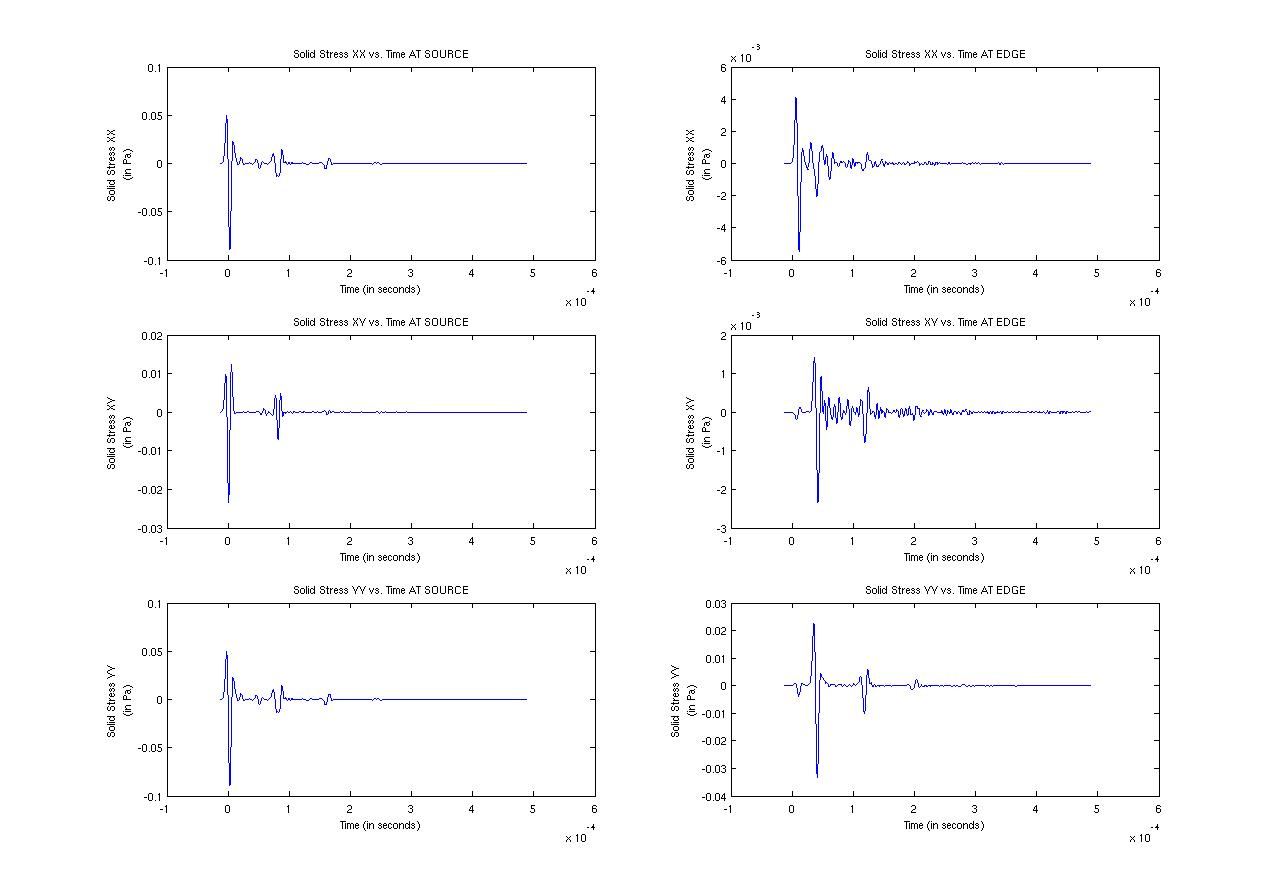 Solid Stress XX vs. Time AT SOURCE
0.1
0.05
0
-0.05
-0.1
Solid Stress XX
(in Pa)
-1 0 1 2 3 4 5 6
Time (in seconds)
x 10 -4
Solid Stress XX vs. Time AT EDGE
x 10 -3
6
4
2
0
-2
-4
-6
Solid Stress XX
(in Pa)
-1 0 1 2 3 4 5 6
Time (in seconds)
x 10 -4
Solid Stress XY vs. Time AT SOURCE
0.02
0.01
0
-0.01
-0.02
-0.03
Solid Stress XY
(in Pa)
-1 0 1 2 3 4 5 6
Time (in seconds)
x 10 -4
Solid Stress XY vs. Time AT EDGE
x 10 -3
2
1
0
-1
-2
-3
Solid Stress XY
(in Pa)
-1 0 1 2 3 4 5 6
Time (in seconds)
x 10 -4
Solid Stress YY vs. Time AT SOURCE
0.1
0.05
0
-0.05
-0.1
Solid Stress YY
(in Pa)
-1 0 1 2 3 4 5 6
Time (in seconds)
x 10 -4
Solid Stress YY vs. Time AT EDGE
0.03
0.02
0.01
0
-0.01
-0.02
-0.03
-0.04
Solid Stress YY
(in Pa)
-1 0 1 2 3 4 5 6
Time (in seconds)
x 10 -4